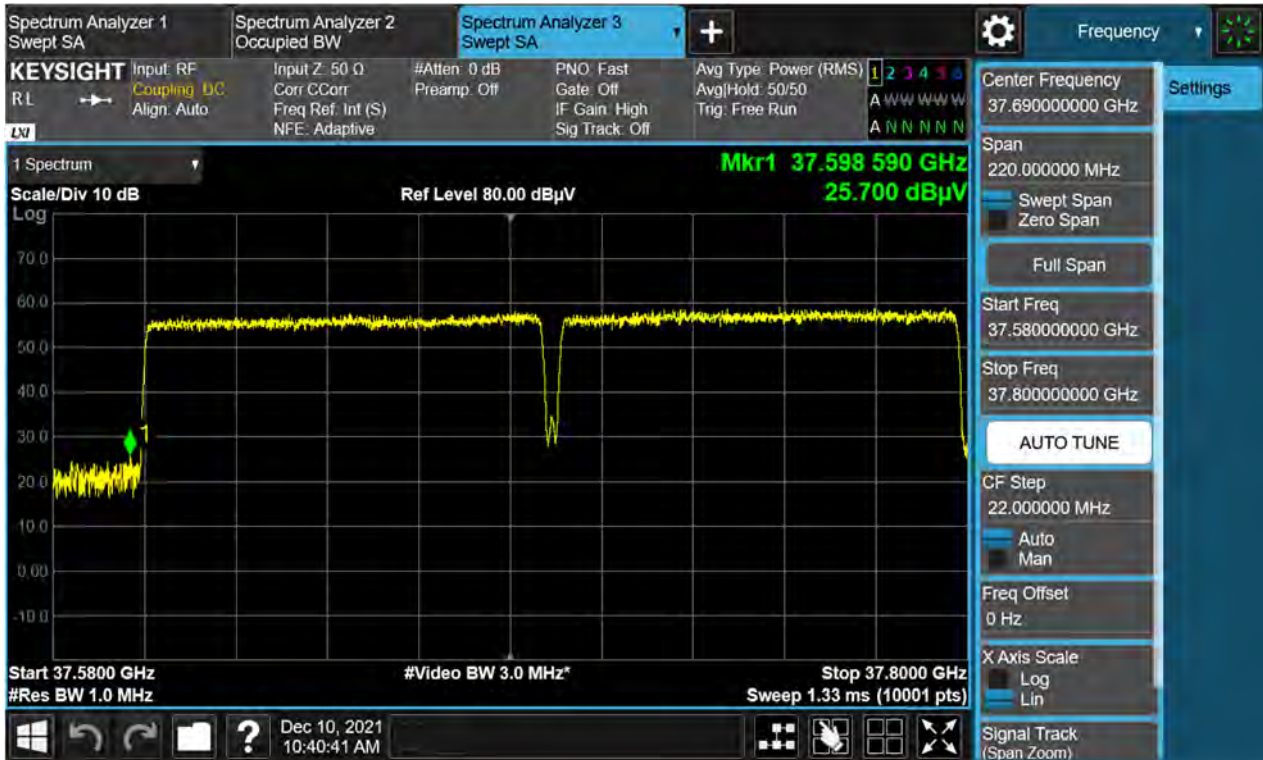 Spectrum Analyzer 1
Swept SA
Spectrum Analyzer 2
Occupied BW
Spectrum Analyzer 3
Swept SA
Frequency
KEYSIGHT
RL
LXI
Input: RF
Coupling: DC
Align: Auto
Input Z: 50 Ω
Corr CCorr
Freq Ref: Int (S)
NFE: Adaptive
#Atten: 0 dB
Preamp: Off
PNO: Fast
Gate: Off
IF Gain: High
Sig Track: Off
Avg Type: Power (RMS)
Avg|Hold: 50/50
Trig: Free Run
1 2 3 4 5 6
A W W W W W
A N N N N N
1 Spectrum
Scale/Div 10 dB
Log
Ref Level 80.00 dBµV
Mkr1 37.598 590 GHz
25.700 dBµV
70.0
60.0
50.0
40.0
30.0
20.0
10.0
0.00
-10.0
1
Start 37.5800 GHz
#Res BW 1.0 MHz
#Video BW 3.0 MHz*
Stop 37.8000 GHz
Sweep 1.33 ms (10001 pts)
Center Frequency
37.690000000 GHz
Settings
Span
220.000000 MHz
Swept Span
Zero Span
Full Span
Start Freq
37.580000000 GHz
Stop Freq
37.800000000 GHz
AUTO TUNE
CF Step
22.000000 MHz
Auto
Man
Freq Offset
0 Hz
X Axis Scale
Log
Lin
Signal Track
(Span Zoom)
?
Dec 10, 2021
10:40:41 AM